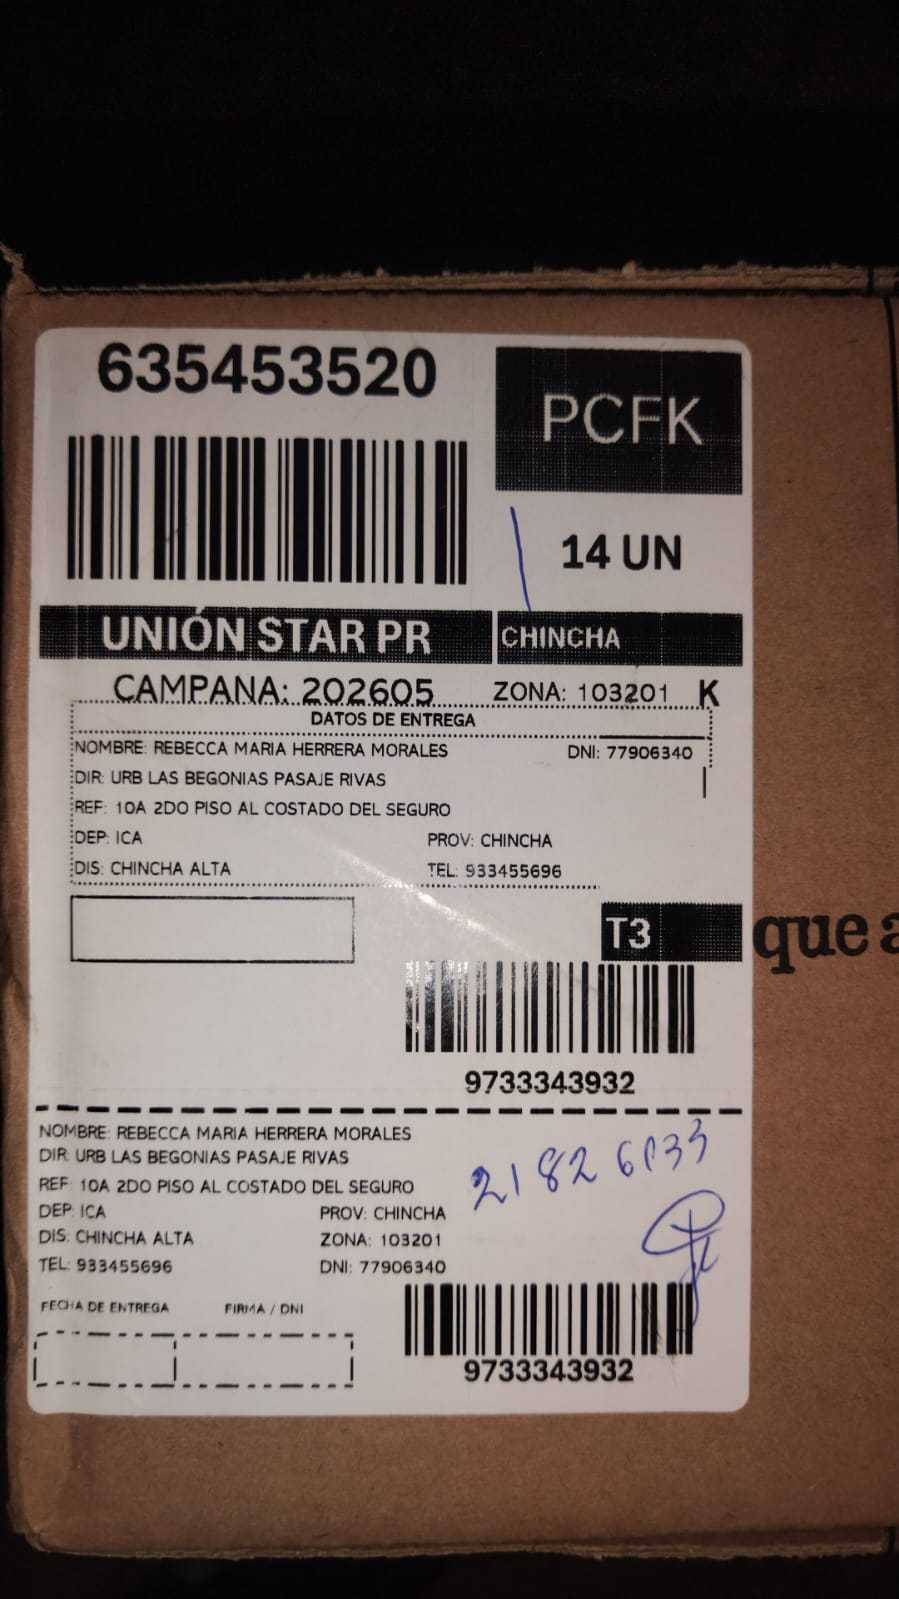 635453520
PCFK
14 UN
UNIÓN STAR PR
CHINCHA
CAMPANA: 202605
ZONA: 103201 K
DATOS DE ENTREGA
NOMBRE: REBECCA MARIA HERRERA MORALES DNI: 77906340
DIR: URB LAS BEGONIAS PASAJE RIVAS
REF: 10A 2DO PISO AL COSTADO DEL SEGURO
DEP: ICA PROV: CHINCHA
DIS: CHINCHA ALTA TEL: 933455696
T3
que a
9733343932
NOMBRE: REBECCA MARIA HERRERA MORALES
DIR: URB LAS BEGONIAS PASAJE RIVAS
REF: 10A 2DO PISO AL COSTADO DEL SEGURO
DEP: ICA PROV: CHINCHA
DIS: CHINCHA ALTA ZONA: 103201
TEL: 933455696 DNI: 77906340
FECHA DE ENTREGA FIRMA / DNI
9733343932